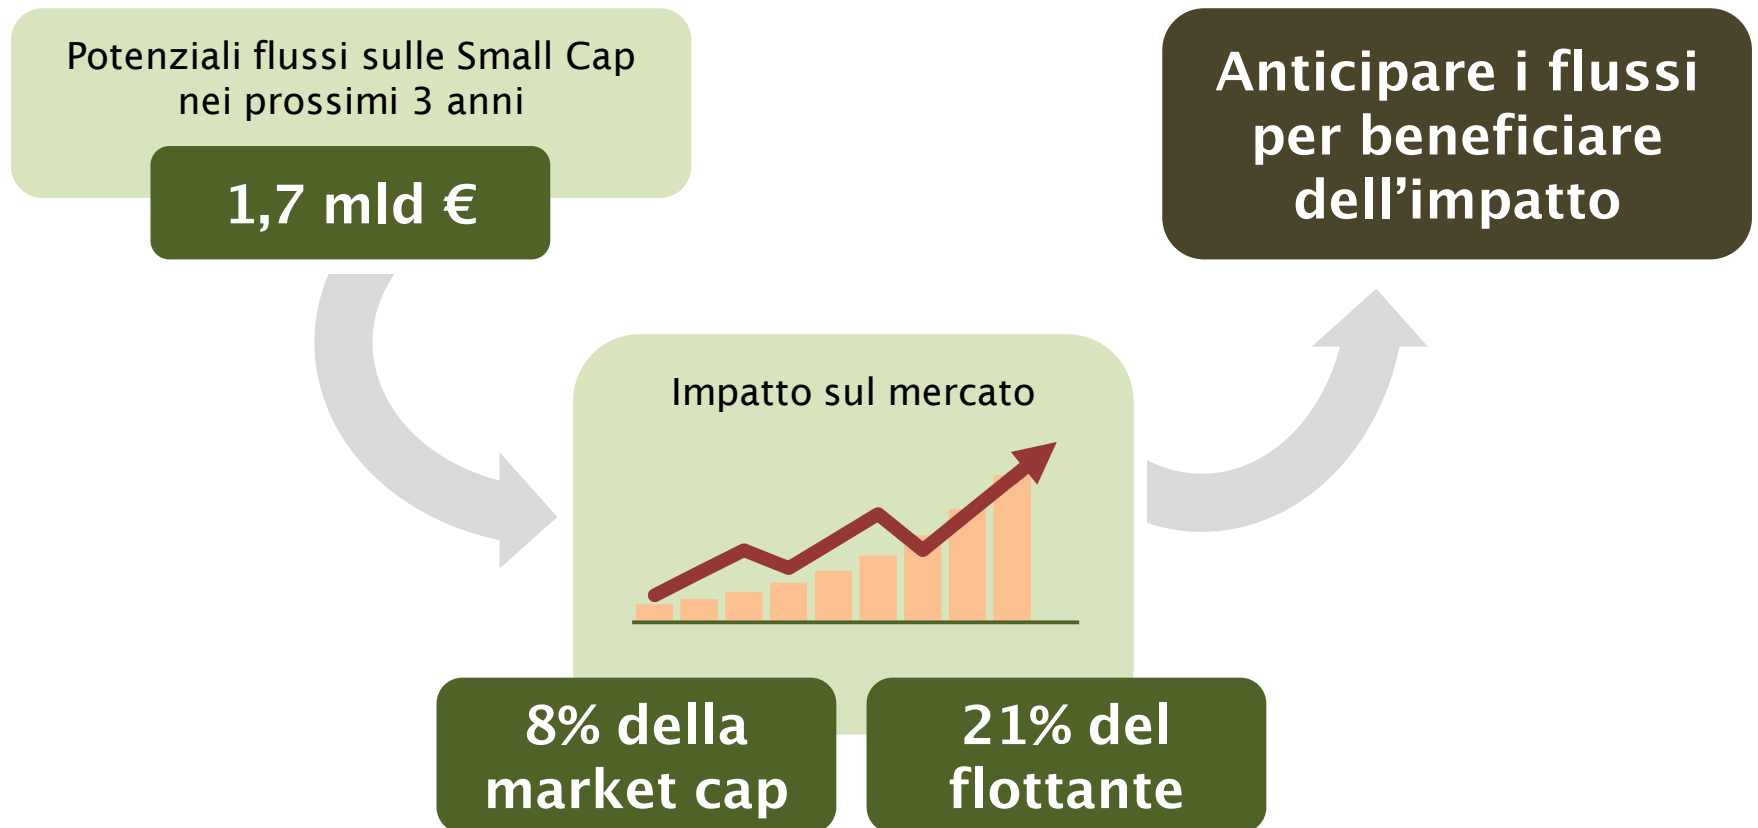 Potenziali flussi sulle Small Cap
nei prossimi 3 anni
1,7 mld €
Anticipare i flussi
per beneficiare
dell’impatto
Impatto sul mercato
8% della
market cap
21% del
flottante